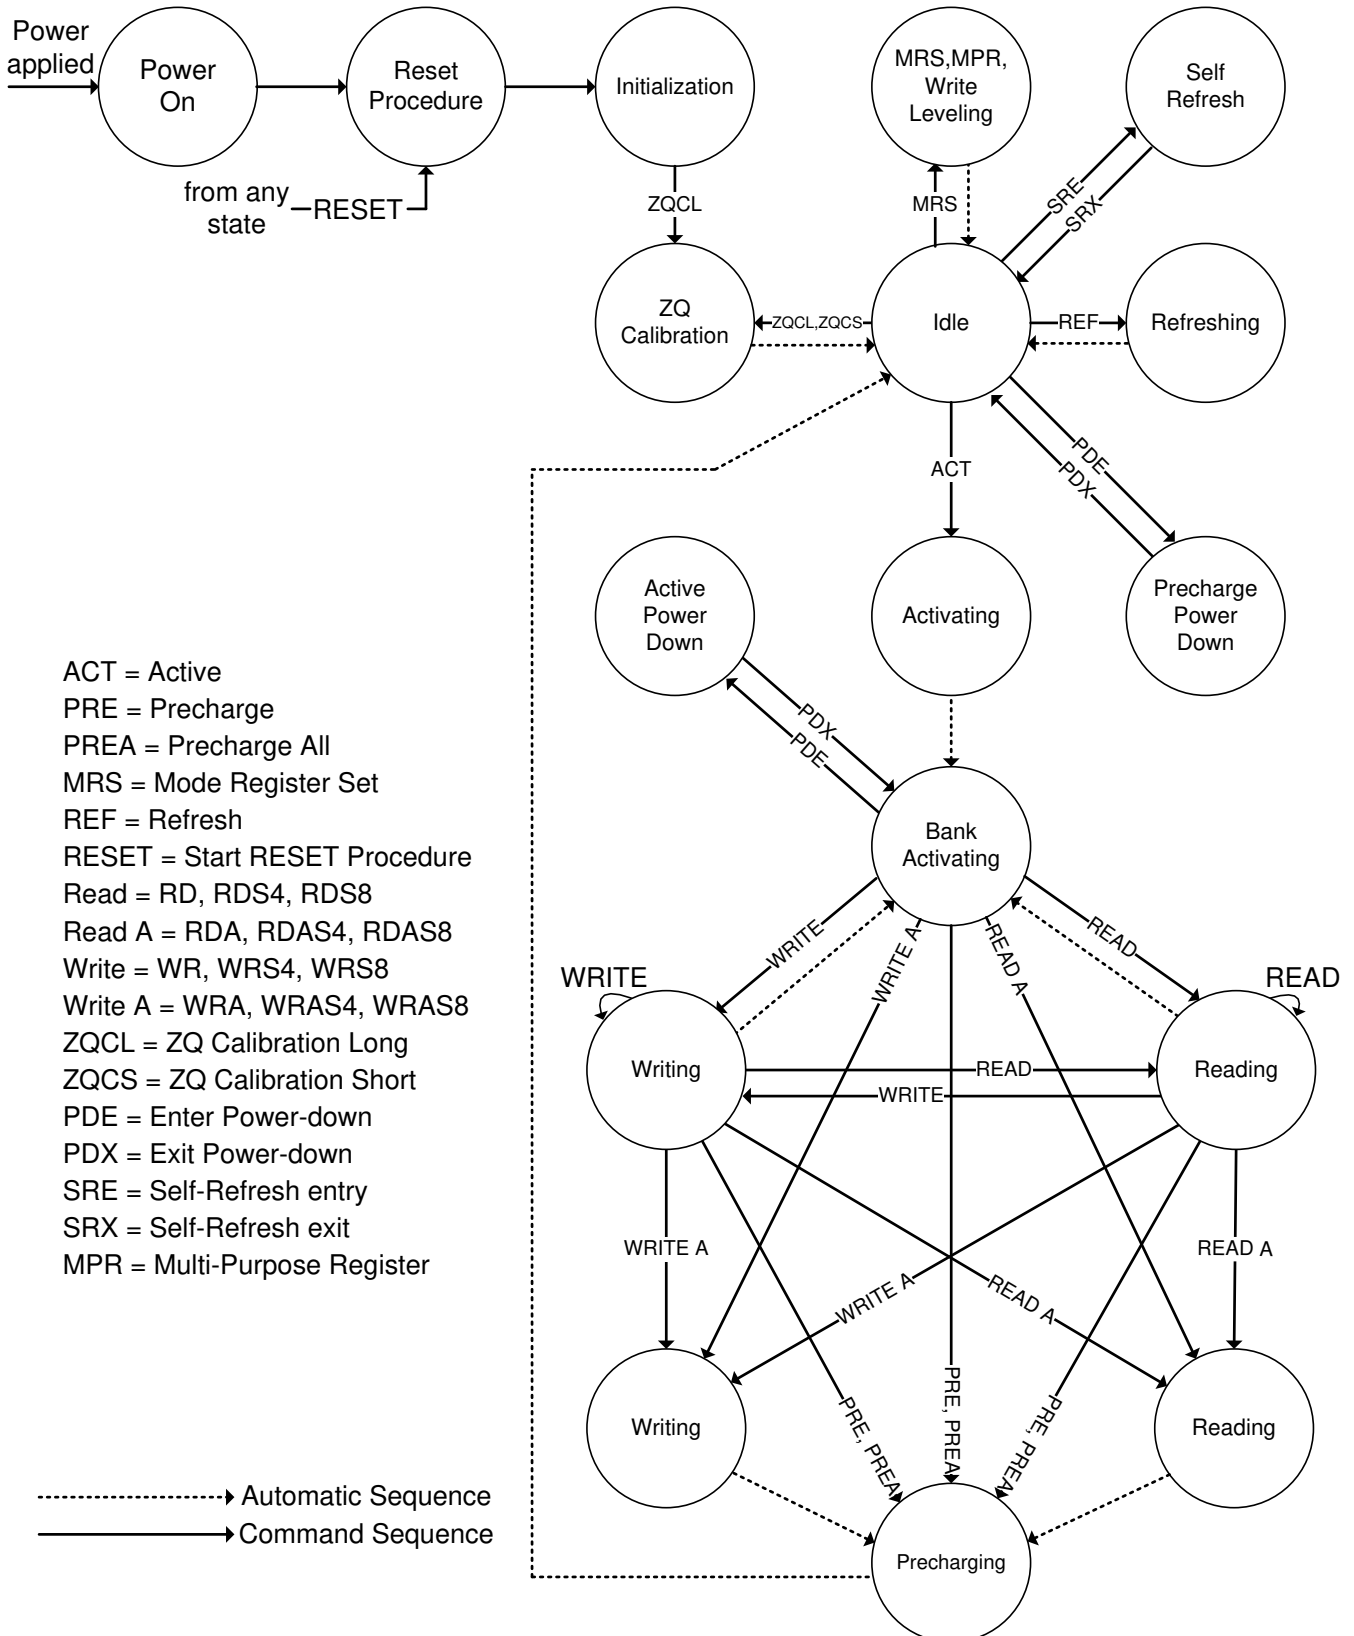 Power
applied
Power
On
Reset
Procedure
Initialization
MRS,MPR,
Write
Leveling
Self
Refresh
from any
state
RESET
ZQCL
MRS
SRE
SRX
ZQ
Calibration
ZQCL,ZQCS
Idle
REF
Refreshing
ACT
PDE
PDX
Active
Power
Down
Activating
Precharge
Power
Down
PDX
PDE
ACT = Active
PRE = Precharge
PREA = Precharge All
MRS = Mode Register Set
REF = Refresh
RESET = Start RESET Procedure
Read = RD, RDS4, RDS8
Read A = RDA, RDAS4, RDAS8
Write = WR, WRS4, WRS8
Write A = WRA, WRAS4, WRAS8
ZQCL = ZQ Calibration Long
ZQCS = ZQ Calibration Short
PDE = Enter Power-down
PDX = Exit Power-down
SRE = Self-Refresh entry
SRX = Self-Refresh exit
MPR = Multi-Purpose Register
Bank
Activating
WRITE
WRITE A
READ A
READ
WRITE
READ
Writing
READ
WRITE
Reading
WRITE A
WRITE A
READ A
READ A
PRE, PREA
PRE, PREA
PRE, PREA
Writing
Reading
Precharging
Automatic Sequence
Command Sequence